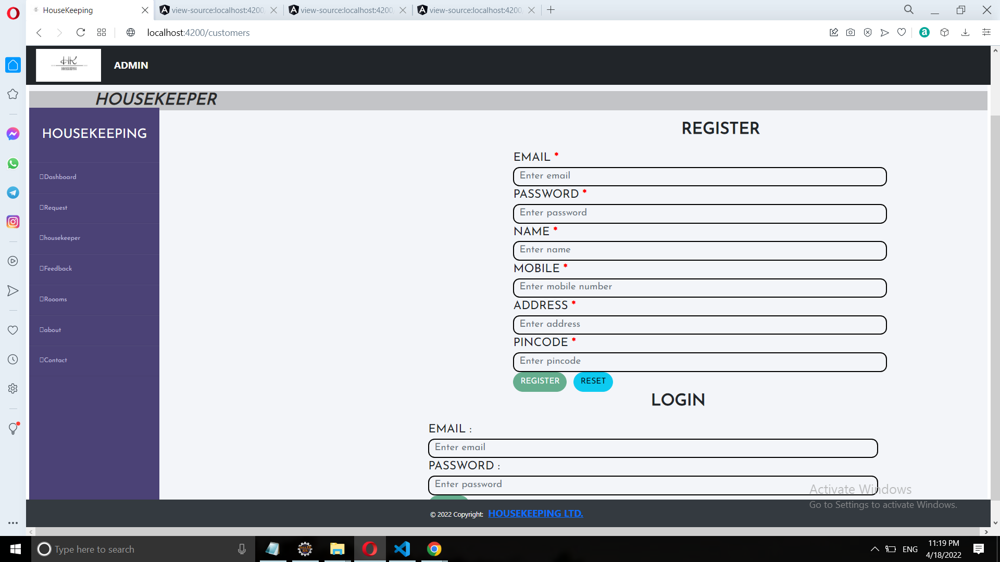 HouseKeeping
view-source:localhost:4200/
view-source:localhost:4200/
view-source:localhost:4200/
localhost:4200/customers
HK
HOUSEKEEPING
ADMIN
HOUSEKEEPER
HOUSEKEEPING
Dashboard
Request
housekeeper
Feedback
Roooms
about
Contact
REGISTER
EMAIL *
Enter email
PASSWORD *
Enter password
NAME *
Enter name
MOBILE *
Enter mobile number
ADDRESS *
Enter address
PINCODE *
Enter pincode
REGISTER RESET
LOGIN
EMAIL :
Enter email
PASSWORD :
Enter password
Activate Windows
Go to Settings to activate Windows.
© 2022 Copyright: HOUSEKEEPING LTD.
Type here to search
ENG
11:19 PM
4/18/2022